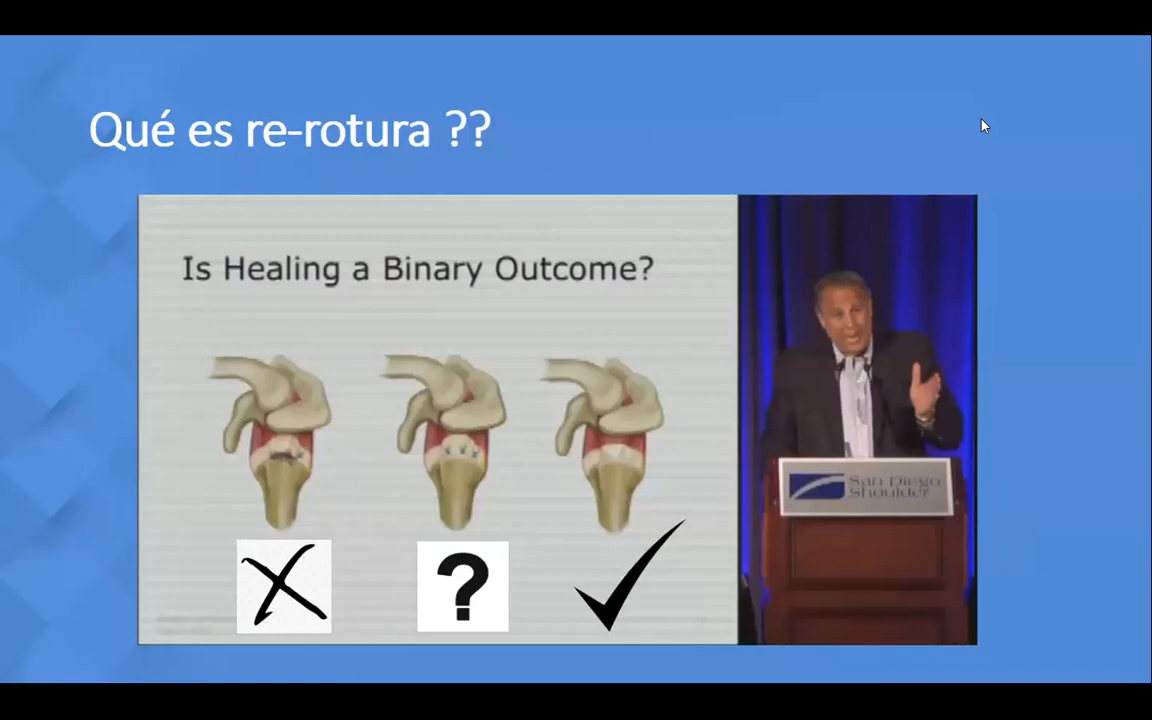 Qué es re-rotura ??
Is Healing a Binary Outcome?
San Diego
Shoulder
?